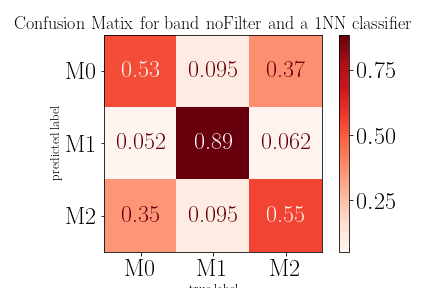 Confusion Matix for band noFilter and a 1NN classifier
M0 0.53 0.095 0.37
M1 0.052 0.89 0.062
M2 0.35 0.095 0.55
M0 M1 M2
predicted label
true label
0.75
0.50
0.25